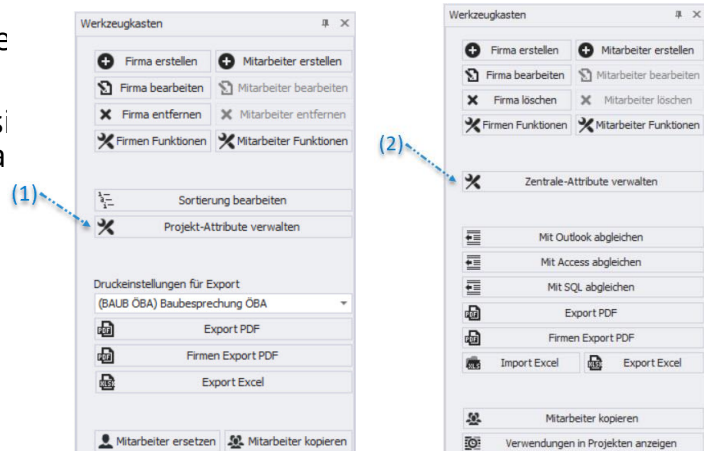 Werkzeugkasten
Firma erstellen Mitarbeiter erstellen
Firma bearbeiten Mitarbeiter bearbeiten
Firma entfernen Mitarbeiter entfernen
Firmen Funktionen Mitarbeiter Funktionen
(1)
Sortierung bearbeiten
Projekt-Attribute verwalten
Druckeinstellungen für Export
(BAUB ÖBA) Baubesprechung ÖBA
Export PDF
Firmen Export PDF
Export Excel
Mitarbeiter ersetzen Mitarbeiter kopieren
Werkzeugkasten
Firma erstellen Mitarbeiter erstellen
Firma bearbeiten Mitarbeiter bearbeiten
Firma löschen Mitarbeiter löschen
Firmen Funktionen Mitarbeiter Funktionen
(2)
Zentrale-Attribute verwalten
Mit Outlook abgleichen
Mit Access abgleichen
Mit SQL abgleichen
Export PDF
Firmen Export PDF
Import Excel Export Excel
Mitarbeiter kopieren
Verwendungen in Projekten anzeigen